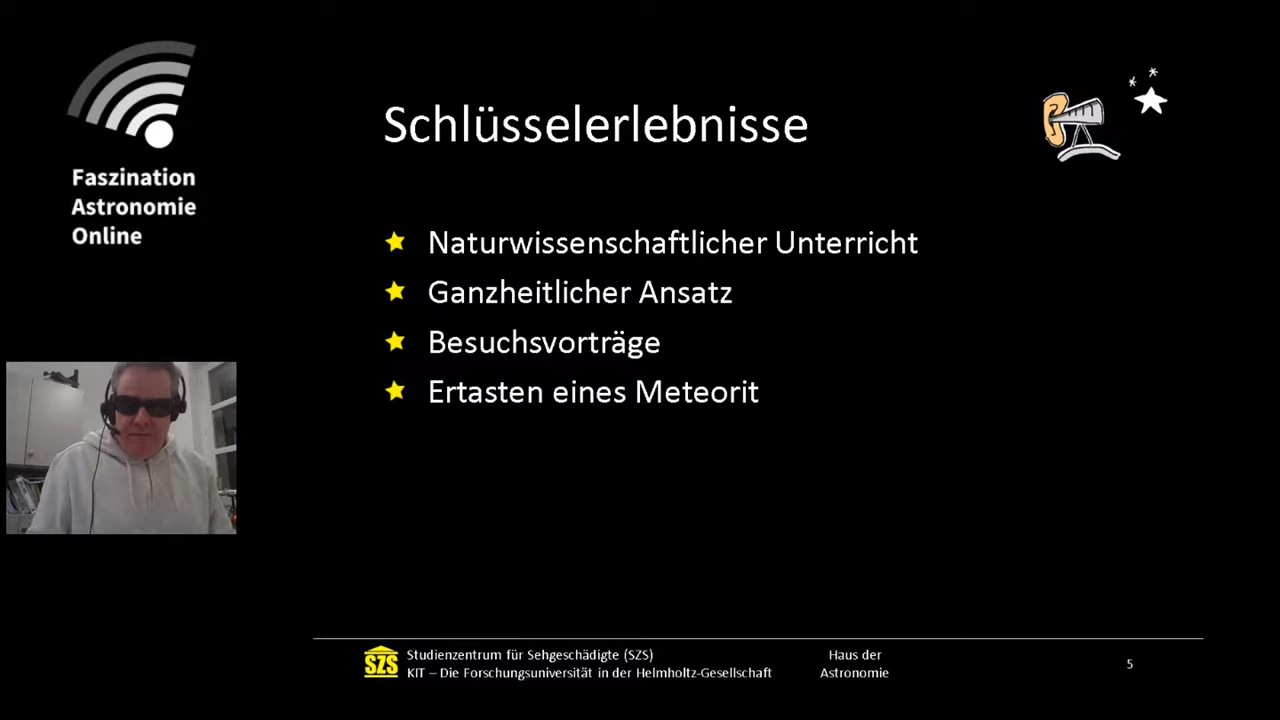 Faszination
Astronomie
Online
Schlüsselerlebnisse
Naturwissenschaftlicher Unterricht
Ganzheitlicher Ansatz
Besuchsvorträge
Ertasten eines Meteorit
SZS
Studienzentrum für Sehgeschädigte (SZS)
KIT – Die Forschungsuniversität in der Helmholtz-Gesellschaft
Haus der
Astronomie
5